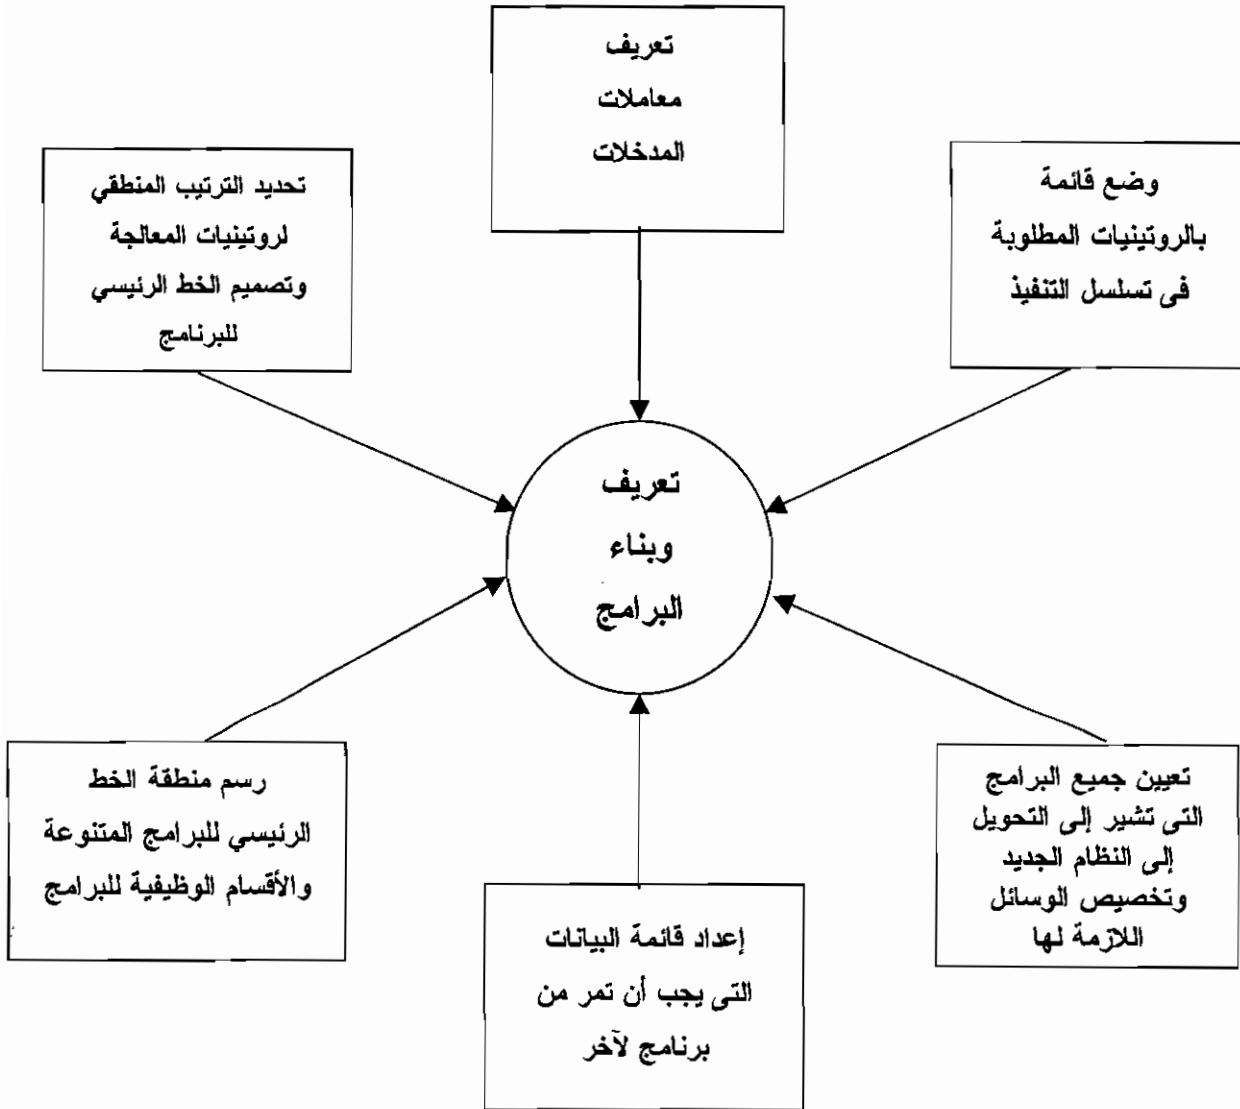 تعريف
معاملات
المدخلات
وضع قائمة
بالروتينيات المطلوبة
فى تسلسل التنفيذ
تحديد الترتيب المنطقي
لروتينيات المعالجة
وتصميم الخط الرئيسي
للبرنامج
تعريف
وبناء
البرامج
تعيين جميع البرامج
التى تشير إلى التحويل
إلى النظام الجديد
وتخصيص الوسائل
اللازمة لها
رسم منطقة الخط
الرئيسي للبرامج المتنوعة
والأقسام الوظيفية للبرامج
إعداد قائمة البيانات
التى يجب أن تمر من
برنامج لآخر